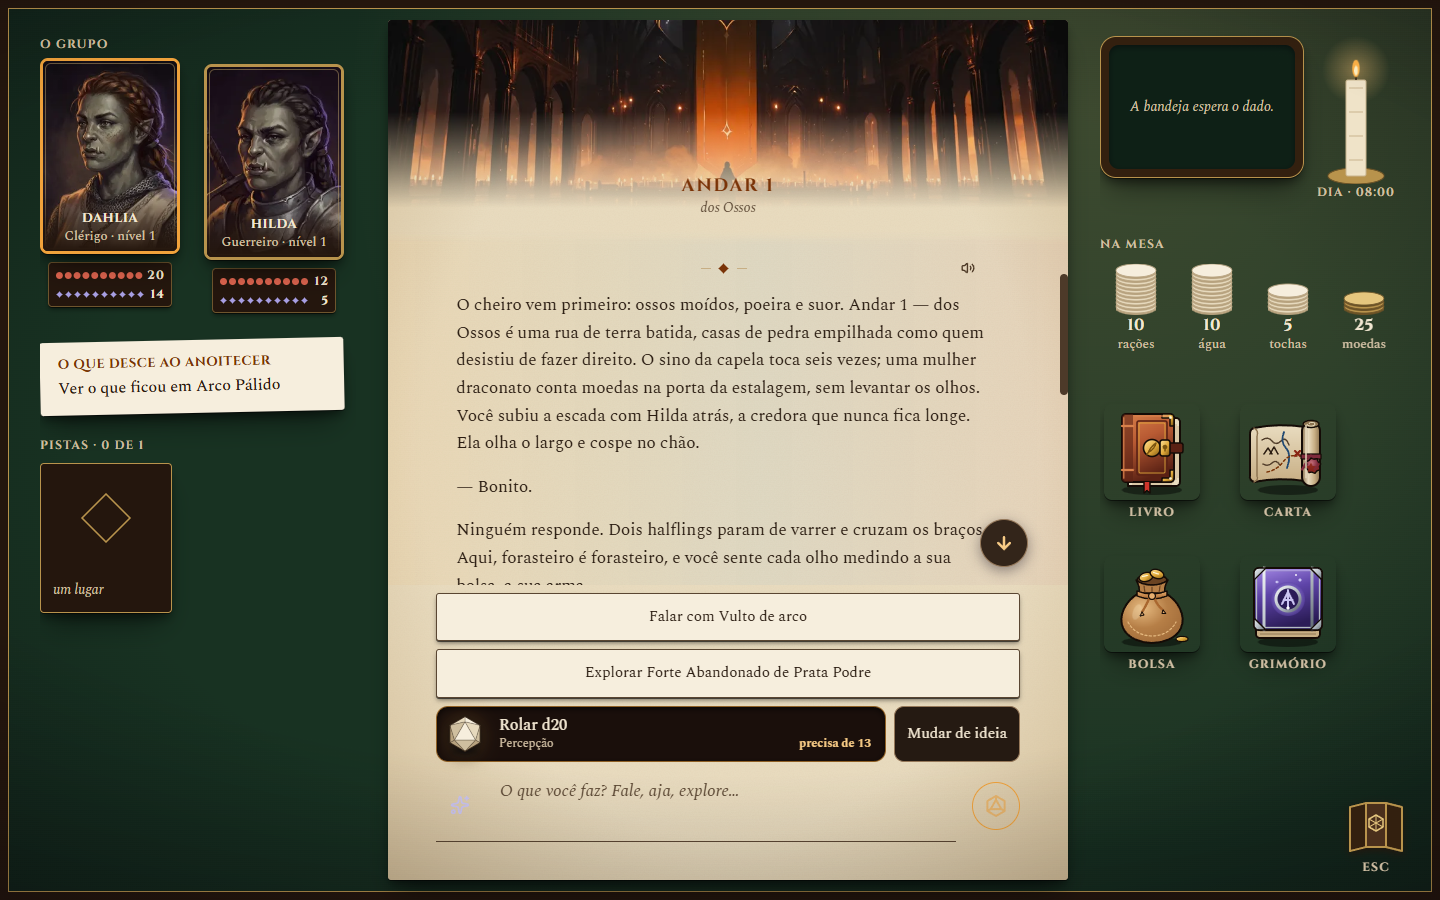 O GRUPO
DAHLIA
Clérigo · nível 1
20
14
HILDA
Guerreiro · nível 1
12
5
O QUE DESCE AO ANOITECER
Ver o que ficou em Arco Pálido
PISTAS · 0 DE 1
um lugar
ANDAR 1
dos Ossos
O cheiro vem primeiro: ossos moídos, poeira e suor. Andar 1 — dos
Ossos é uma rua de terra batida, casas de pedra empilhada como quem
desistiu de fazer direito. O sino da capela toca seis vezes; uma mulher
draconato conta moedas na porta da estalagem, sem levantar os olhos.
Você subiu a escada com Hilda atrás, a credora que nunca fica longe.
Ela olha o largo e cospe no chão.
— Bonito.
Ninguém responde. Dois halflings param de varrer e cruzam os braços.
Aqui, forasteiro é forasteiro, e você sente cada olho medindo a sua
bolsa e sua arma
Falar com Vulto de arco
Explorar Forte Abandonado de Prata Podre
Rolar d20
Percepção
precisa de 13
Mudar de ideia
O que você faz? Fale, aja, explore...
A bandeja espera o dado.
DIA · 08:00
NA MESA
10
rações
10
água
5
tochas
25
moedas
LIVRO
CARTA
BOLSA
GRIMÓRIO
ESC